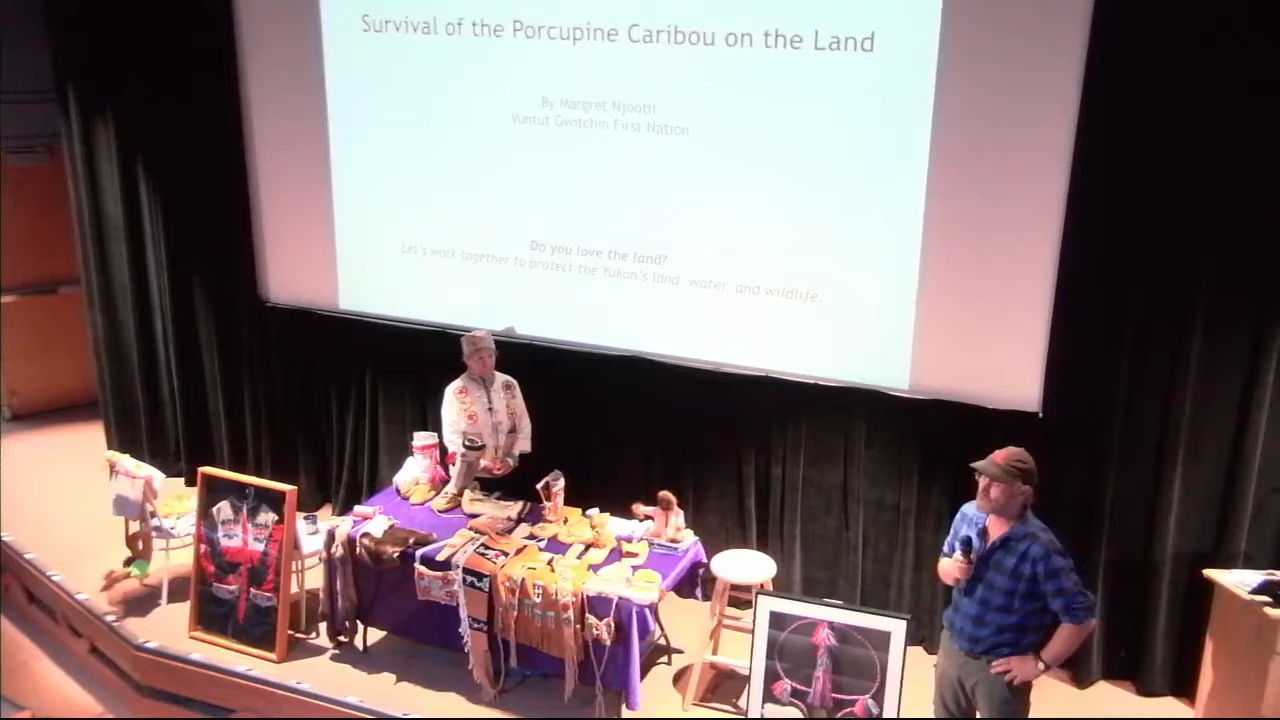 Survival of the Porcupine Caribou on the Land
By Margret Njootli
Vuntut Gwitchin First Nation
Do you love the land?
Let's work together to protect the Yukon's land, water, and wildlife.